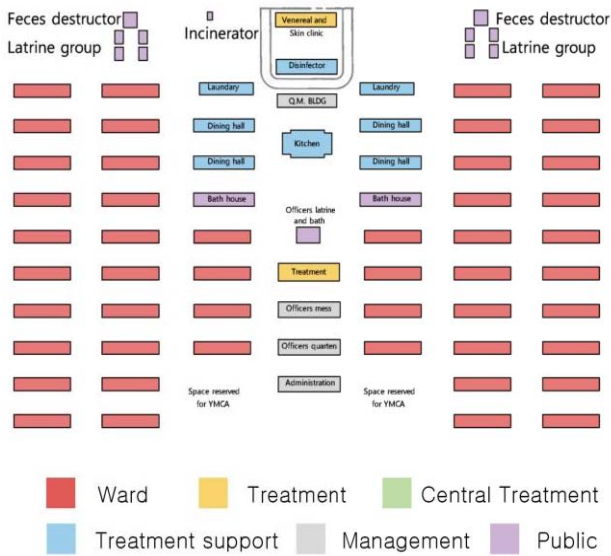 Feces destructor
Latrine group
Incinerator
Venereal and
Skin clinic
Disinfector
Feces destructor
Latrine group
Laundary
Q.M. BLDG
Laundry
Dining hall
Kitchen
Dining hall
Dining hall
Dining hall
Bath house
Bath house
Officers latrine
and bath
Treatment
Officers mess
Officers quarten
Administration
Space reserved
for YMCA
Space reserved
for YMCA
Ward
Treatment
Central Treatment
Treatment support
Management
Public